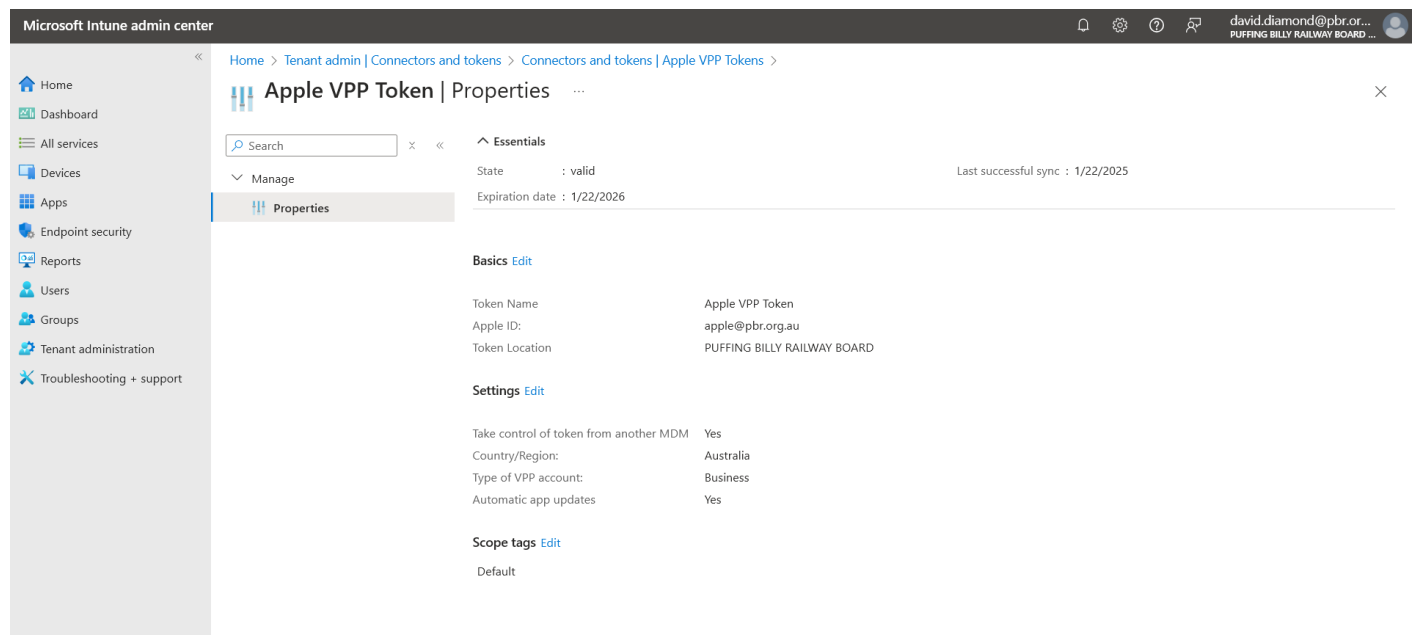 Microsoft Intune admin center
david.diamond@pbr.or...
PUFFING BILLY RAILWAY BOARD ...
Home
Dashboard
All services
Devices
Apps
Endpoint security
Reports
Users
Groups
Tenant administration
Troubleshooting + support
Home > Tenant admin | Connectors and tokens > Connectors and tokens | Apple VPP Tokens >
Apple VPP Token | Properties ...
Search
Manage
Properties
Essentials
State : valid
Last successful sync : 1/22/2025
Expiration date : 1/22/2026
Basics Edit
Token Name Apple VPP Token
Apple ID: apple@pbr.org.au
Token Location PUFFING BILLY RAILWAY BOARD
Settings Edit
Take control of token from another MDM Yes
Country/Region: Australia
Type of VPP account: Business
Automatic app updates Yes
Scope tags Edit
Default